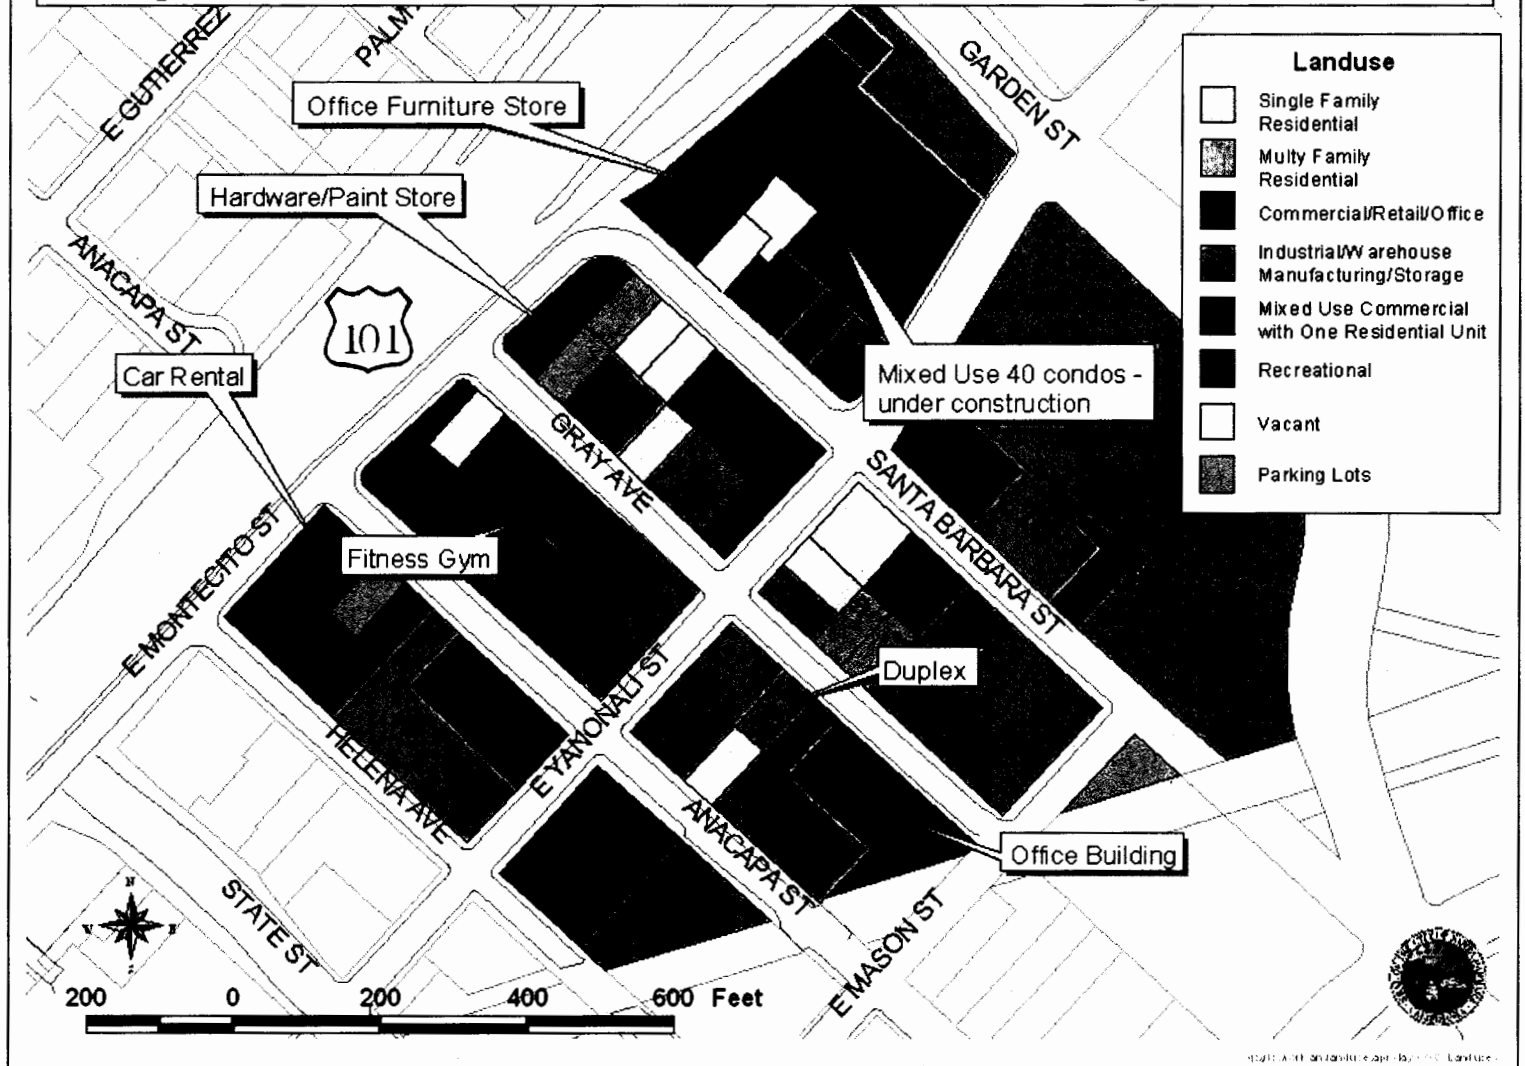 E GUTIERREZ
PALM
GARDEN ST
Office Furniture Store
Hardware/Paint Store
ANACAPA ST
101
Car Rental
Mixed Use 40 condos -
under construction
GRAY AVE
SANTA BARBARA ST
Fitness Gym
E MONTECITO ST
Duplex
E YANONALI ST
HELENA AVE
ANACAPA ST
Office Building
STATE ST
E MASON ST
N
W
E
200 0 200 400 600 Feet
Landuse
Single Family
Residential
Multy Family
Residential
Commercial/Retail/Office
Industrial/Warehouse
Manufacturing/Storage
Mixed Use Commercial
with One Residential Unit
Recreational
Vacant
Parking Lots